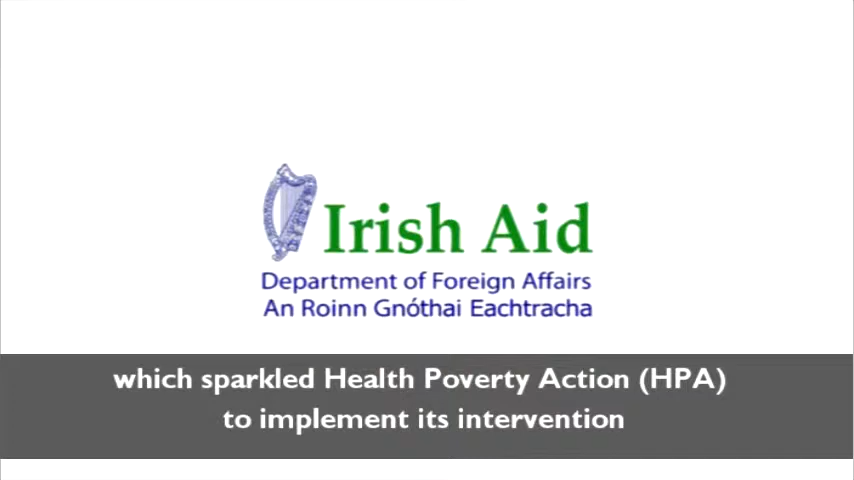 Irish Aid
Department of Foreign Affairs
An Roinn Gnóthai Eachtracha
which sparkled Health Poverty Action (HPA)
to implement its intervention